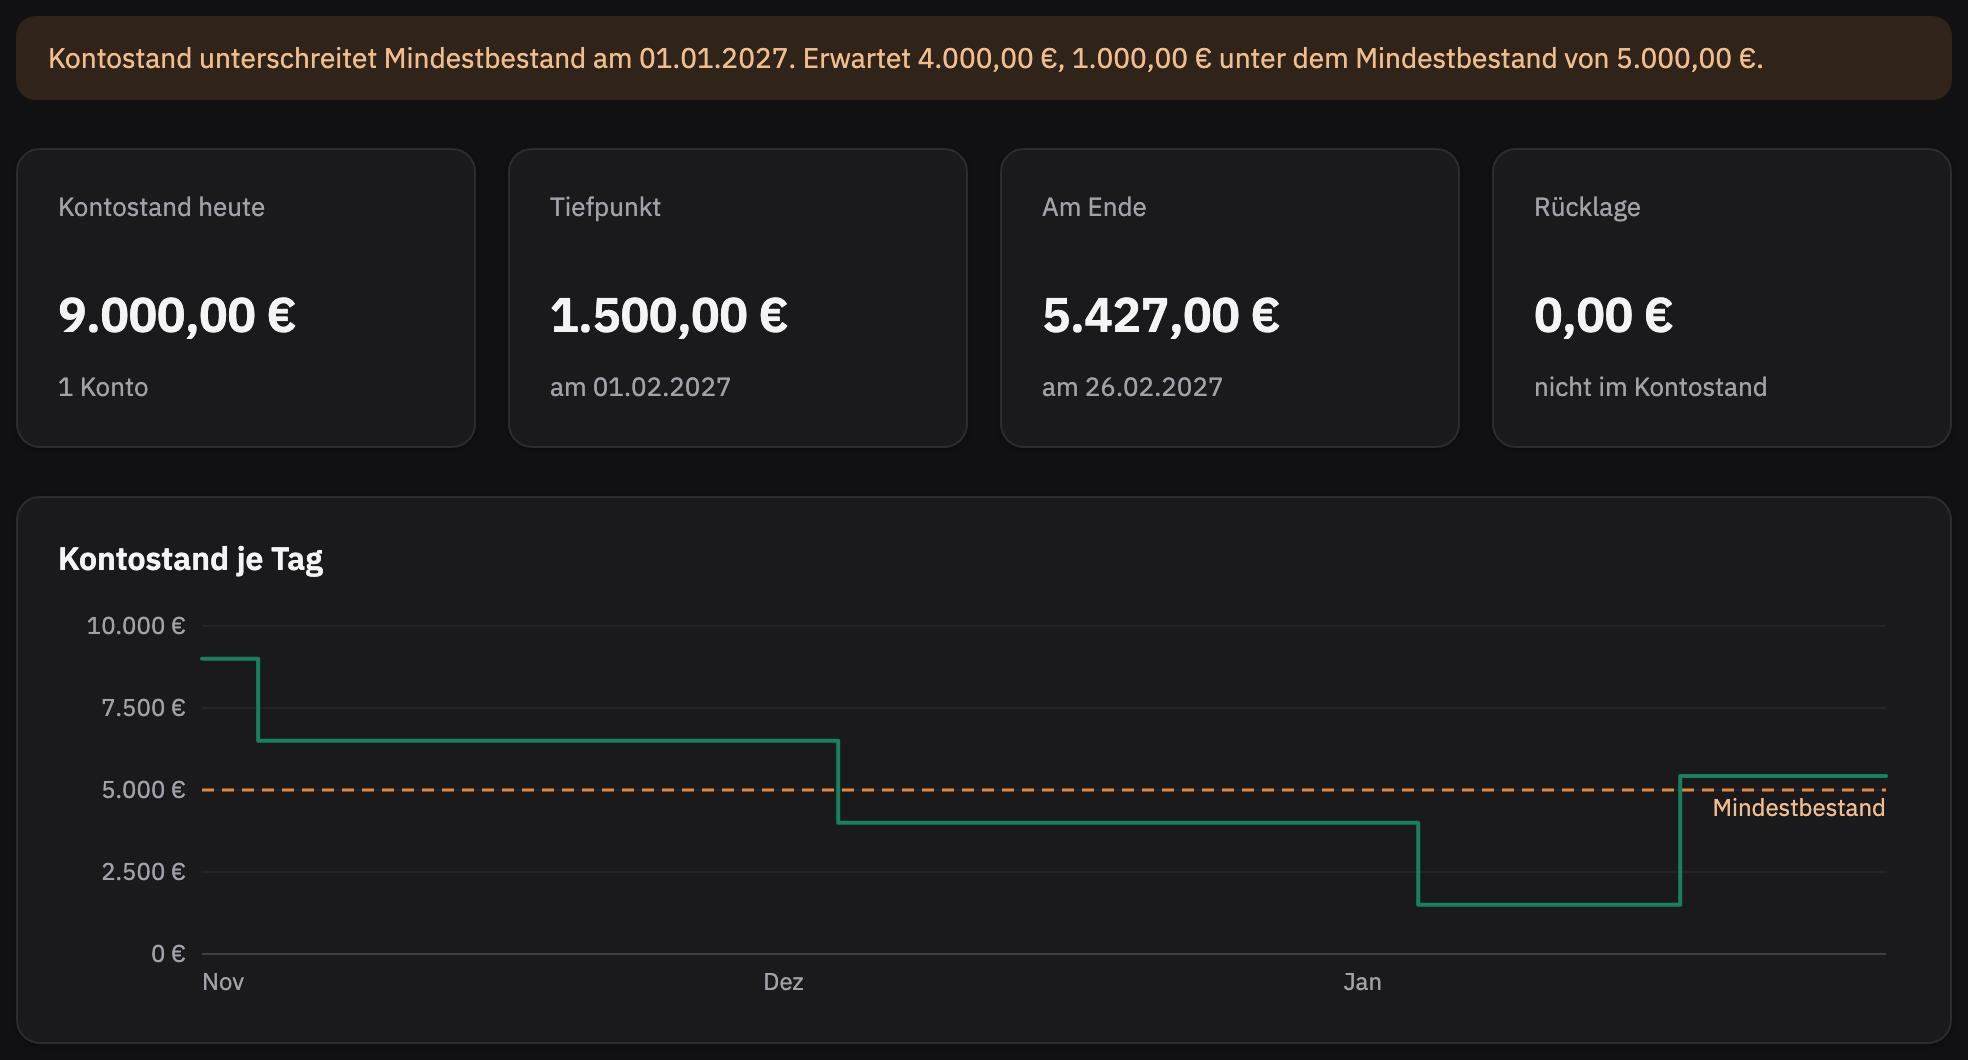 Kontostand unterschreitet Mindestbestand am 01.01.2027. Erwartet 4.000,00 €, 1.000,00 € unter dem Mindestbestand von 5.000,00 €.
Kontostand heute
9.000,00 €
1 Konto
Tiefpunkt
1.500,00 €
am 01.02.2027
Am Ende
5.427,00 €
am 26.02.2027
Rücklage
0,00 €
nicht im Kontostand
Kontostand je Tag
10.000 €
7.500 €
5.000 €
Mindestbestand
2.500 €
0 €
Nov
Dez
Jan